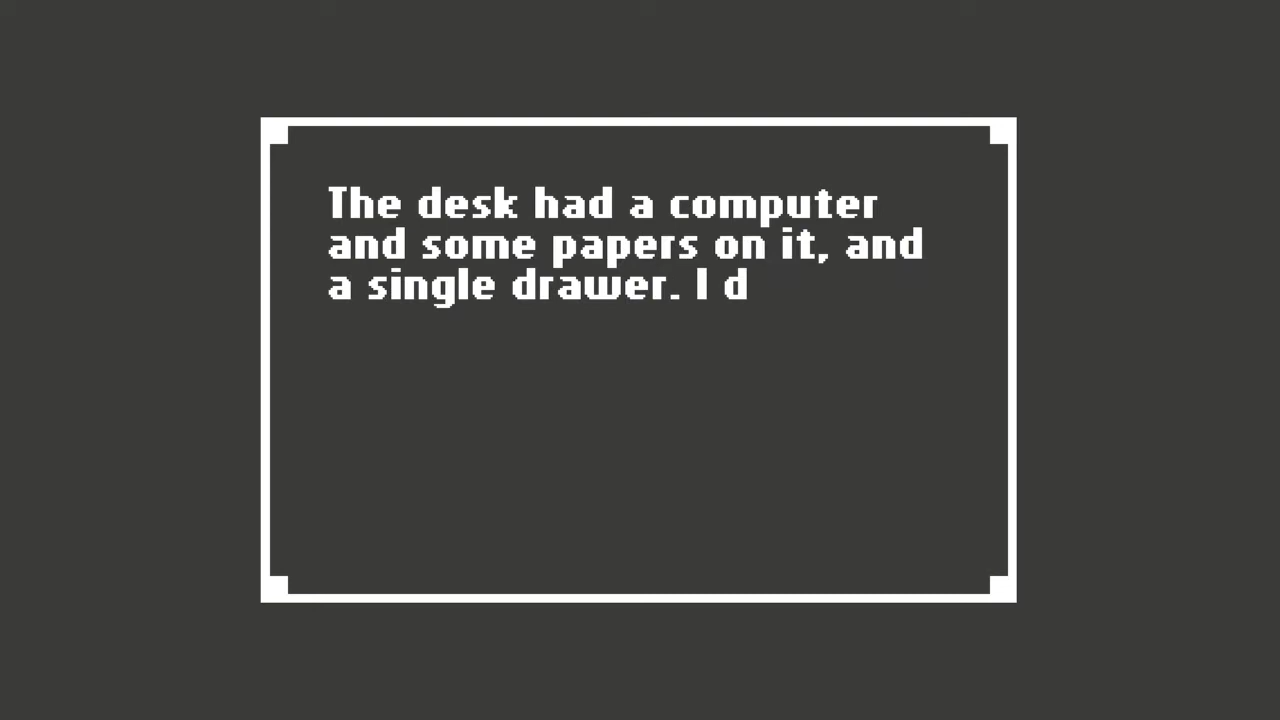 The desk had a computer
and some papers on it, and
a single drawer. I d